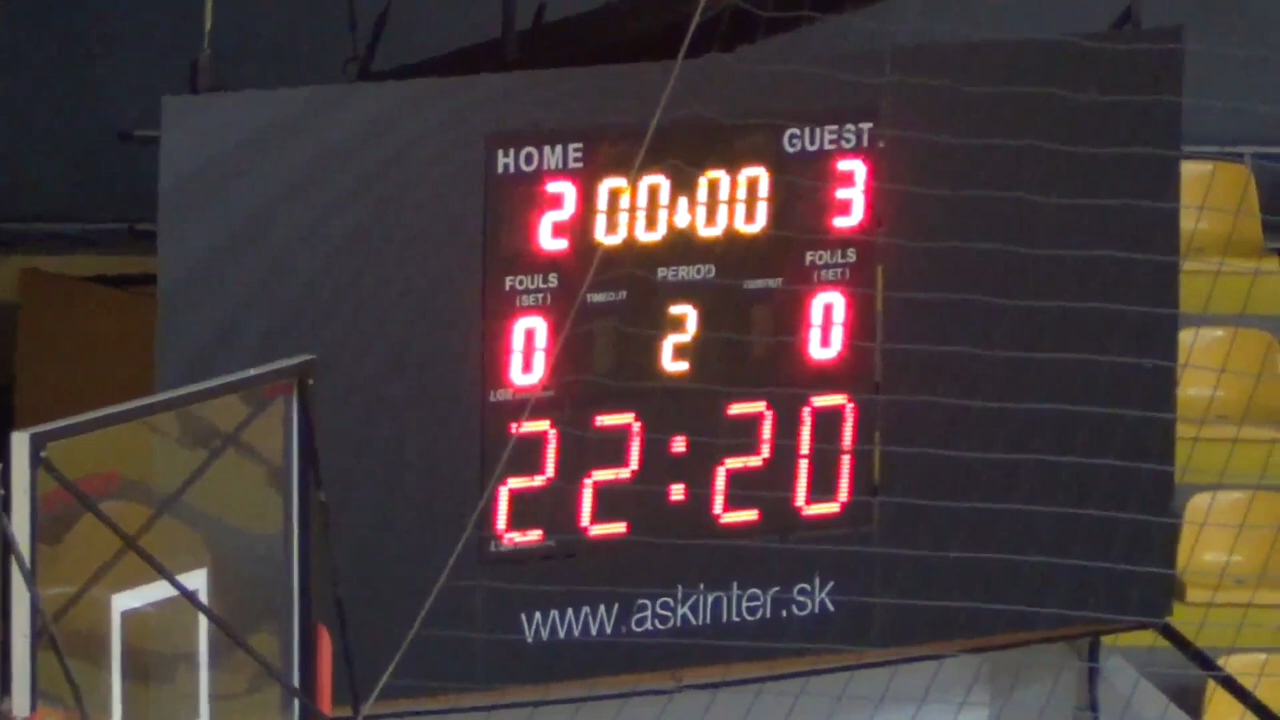 HOME GUEST
2 00:00 3
FOULS PERIOD FOULS
(SET) (SET)
TIMEOUT
0 2 0
22:20
www.askinter.sk